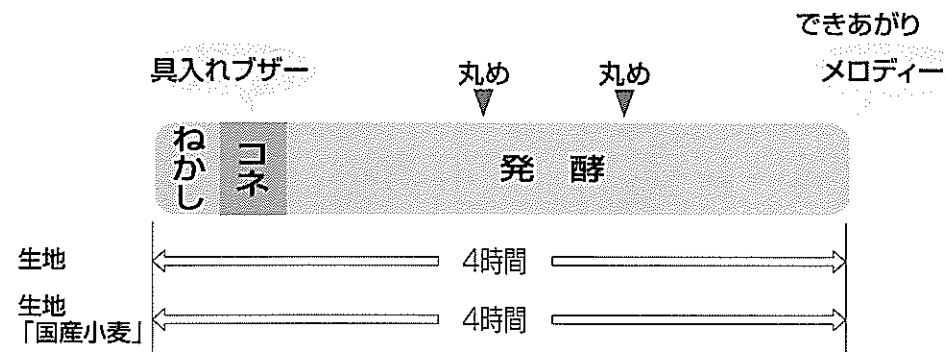 できあがり
具入れブザー 丸め 丸め メロディー
ねかし コネ 発酵
生地 4時間
生地
「国産小麦」 4時間